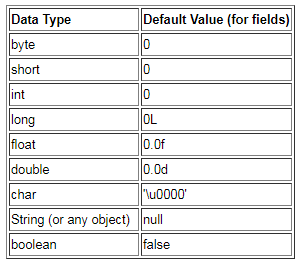 Data Type Default Value (for fields)
byte 0
short 0
int 0
long 0L
float 0.0f
double 0.0d
char '\u0000'
String (or any object) null
boolean false